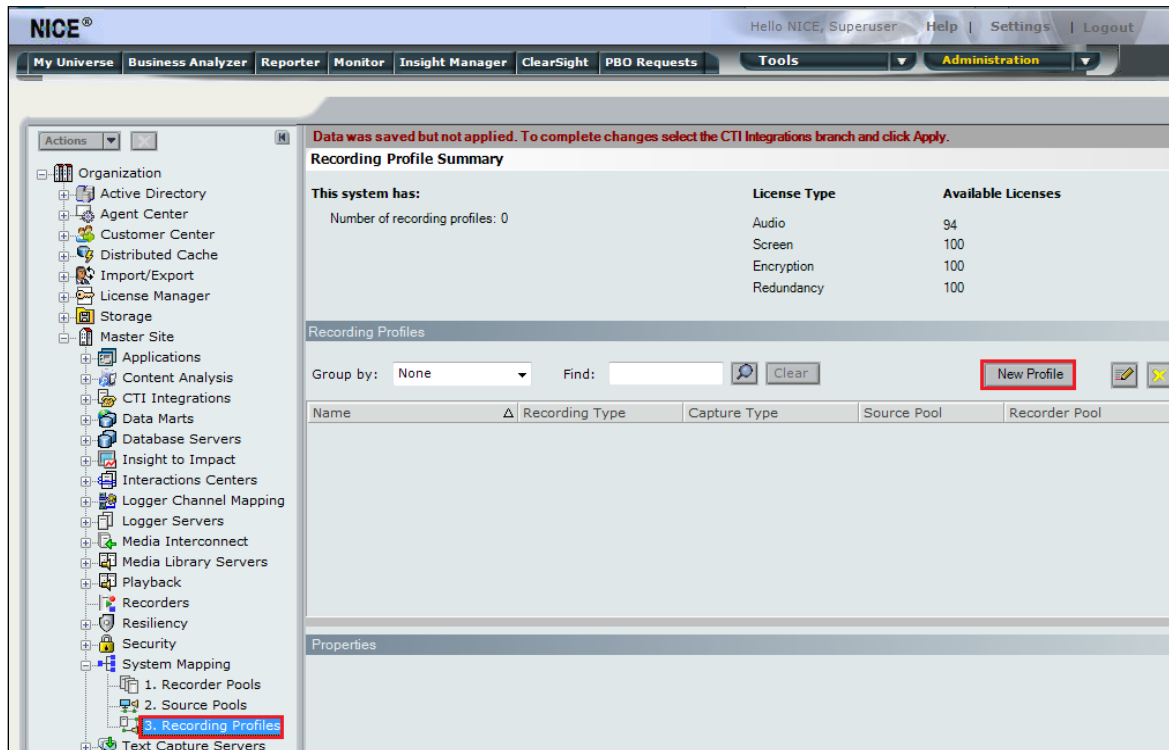 NICE®
Hello NICE, Superuser Help | Settings | Logout
My Universe Business Analyzer Reporter Monitor Insight Manager ClearSight PBO Requests Tools Administration
Actions
Organization
Active Directory
Agent Center
Customer Center
Distributed Cache
Import/Export
License Manager
Storage
Master Site
Applications
Content Analysis
CTI Integrations
Data Marts
Database Servers
Insight to Impact
Interactions Centers
Logger Channel Mapping
Logger Servers
Media Interconnect
Media Library Servers
Playback
Recorders
Resiliency
Security
System Mapping
1. Recorder Pools
2. Source Pools
3. Recording Profiles
Text Capture Servers
Data was saved but not applied. To complete changes select the CTI Integrations branch and click Apply.
Recording Profile Summary
This system has:
Number of recording profiles: 0
License Type Available Licenses
Audio 94
Screen 100
Encryption 100
Redundancy 100
Recording Profiles
Group by: None Find: Clear New Profile
Name Recording Type Capture Type Source Pool Recorder Pool
Properties